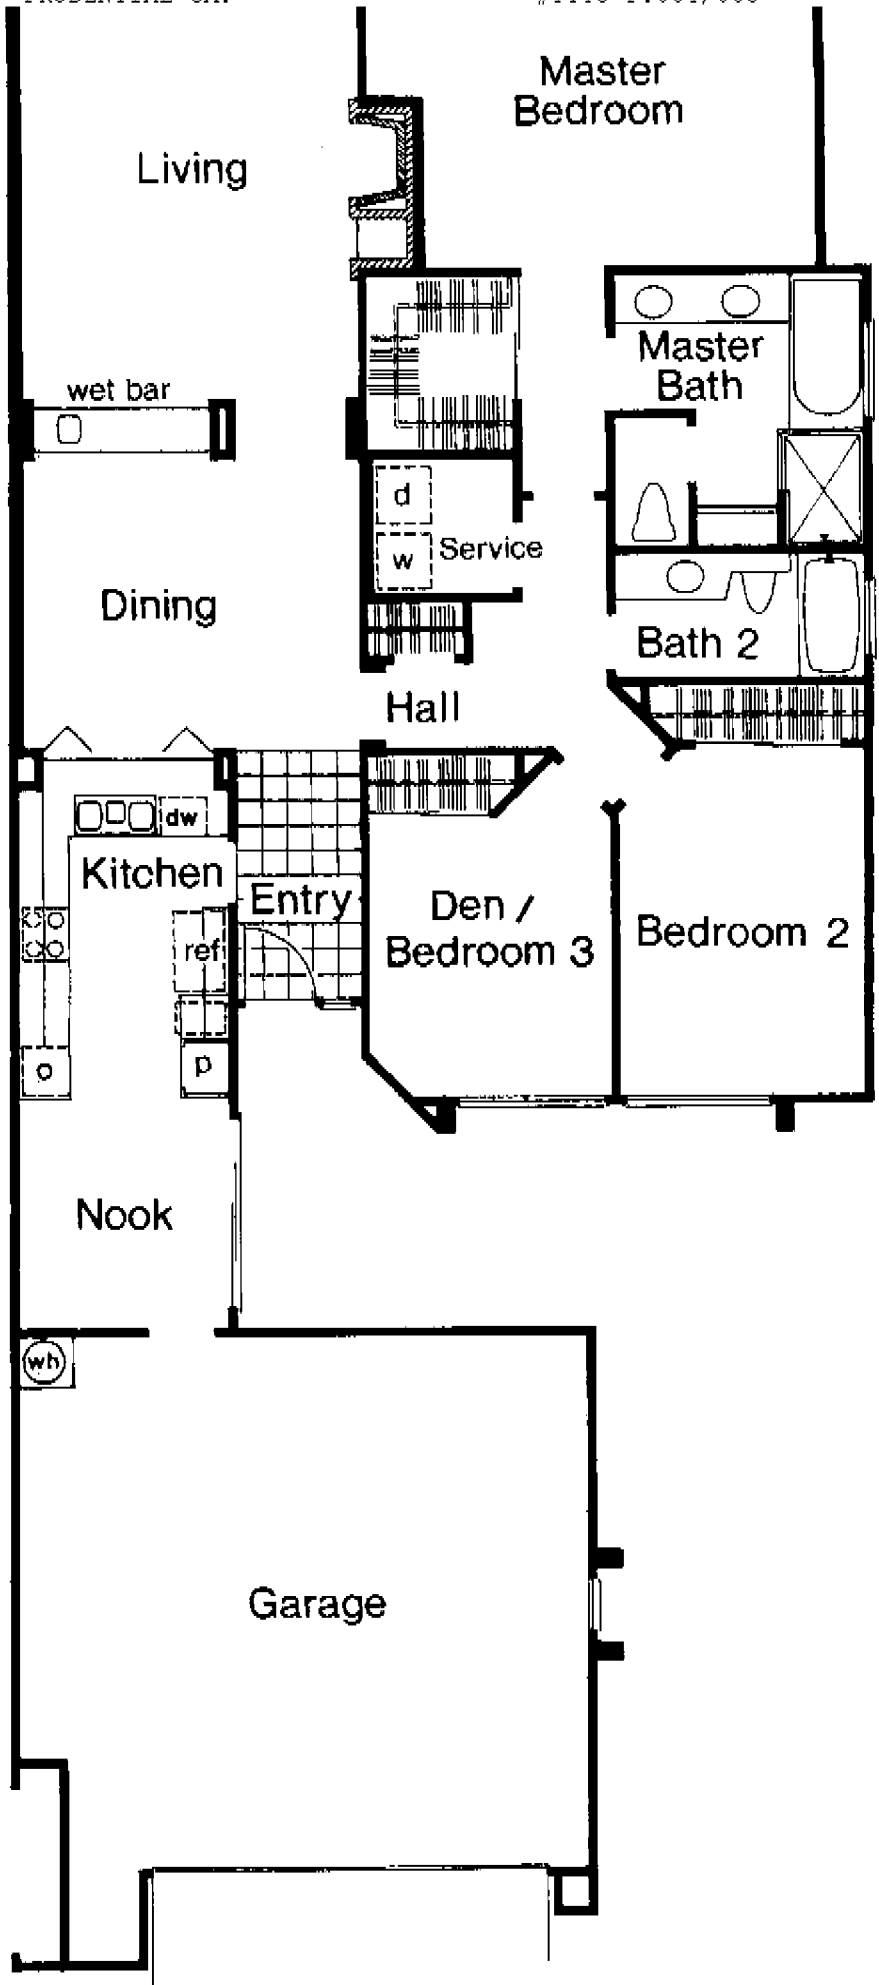 Master
Bedroom
Living
wet bar
Master
Bath
d
w
Service
Dining
Bath 2
Hall
dw
Kitchen
Entry
Den /
Bedroom 3
Bedroom 2
ref
o
p
Nook
wh
Garage